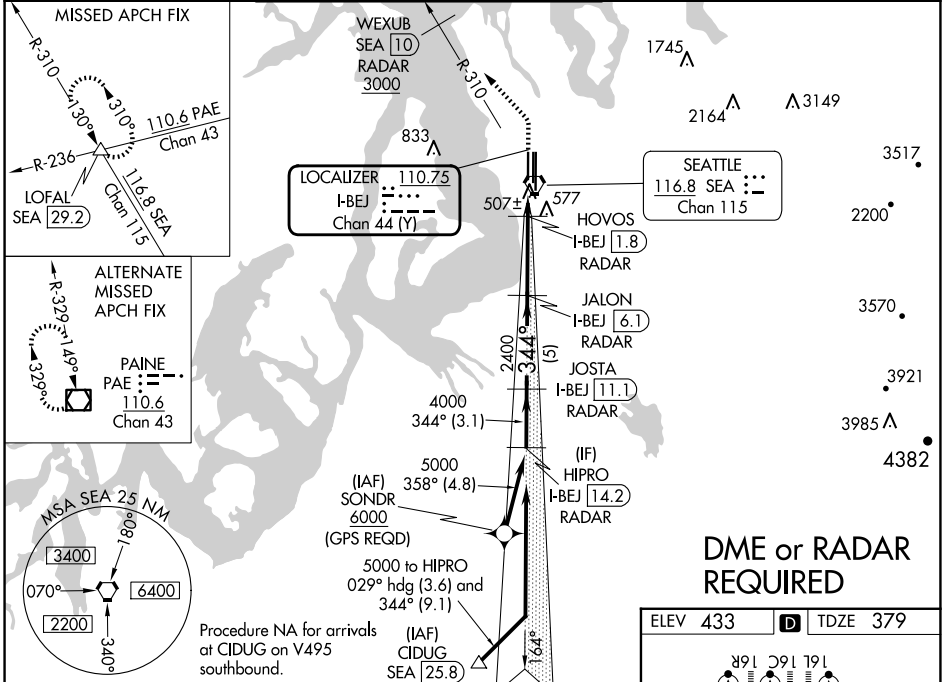 MISSED APCH FIX
R-310
130°
310°
110.6 PAE
Chan 43
R-236
LOFAL
SEA 29.2
116.8 SEA
Chan 115
ALTERNATE
MISSED
APCH FIX
R-329
149°
329°
PAINE
PAE
110.6
Chan 43
WEXUB
SEA 10
RADAR
3000
R-310
833
LOCALIZER 110.75
I-BEJ
Chan 44 (Y)
507±
577
SEATTLE
116.8 SEA
Chan 115
1745
2164
3149
3517
2200
3570
3921
3985
4382
HOVOS
I-BEJ 1.8
RADAR
JALON
I-BEJ 6.1
RADAR
2400
344°
(5)
JOSTA
I-BEJ 11.1
RADAR
4000
344° (3.1)
(IF)
HIPRO
I-BEJ 14.2
RADAR
5000
358° (4.8)
(IAF)
SONDR
6000
(GPS REQD)
5000 to HIPRO
029° hdg (3.6) and
344° (9.1)
(IAF)
CIDUG
SEA 25.8
164°
MSA SEA 25 NM
180°
3400
070°
6400
2200
340°
Procedure NA for arrivals
at CIDUG on V495
southbound.
DME or RADAR
REQUIRED
ELEV 433
D
TDZE 379
16R 16C 16L